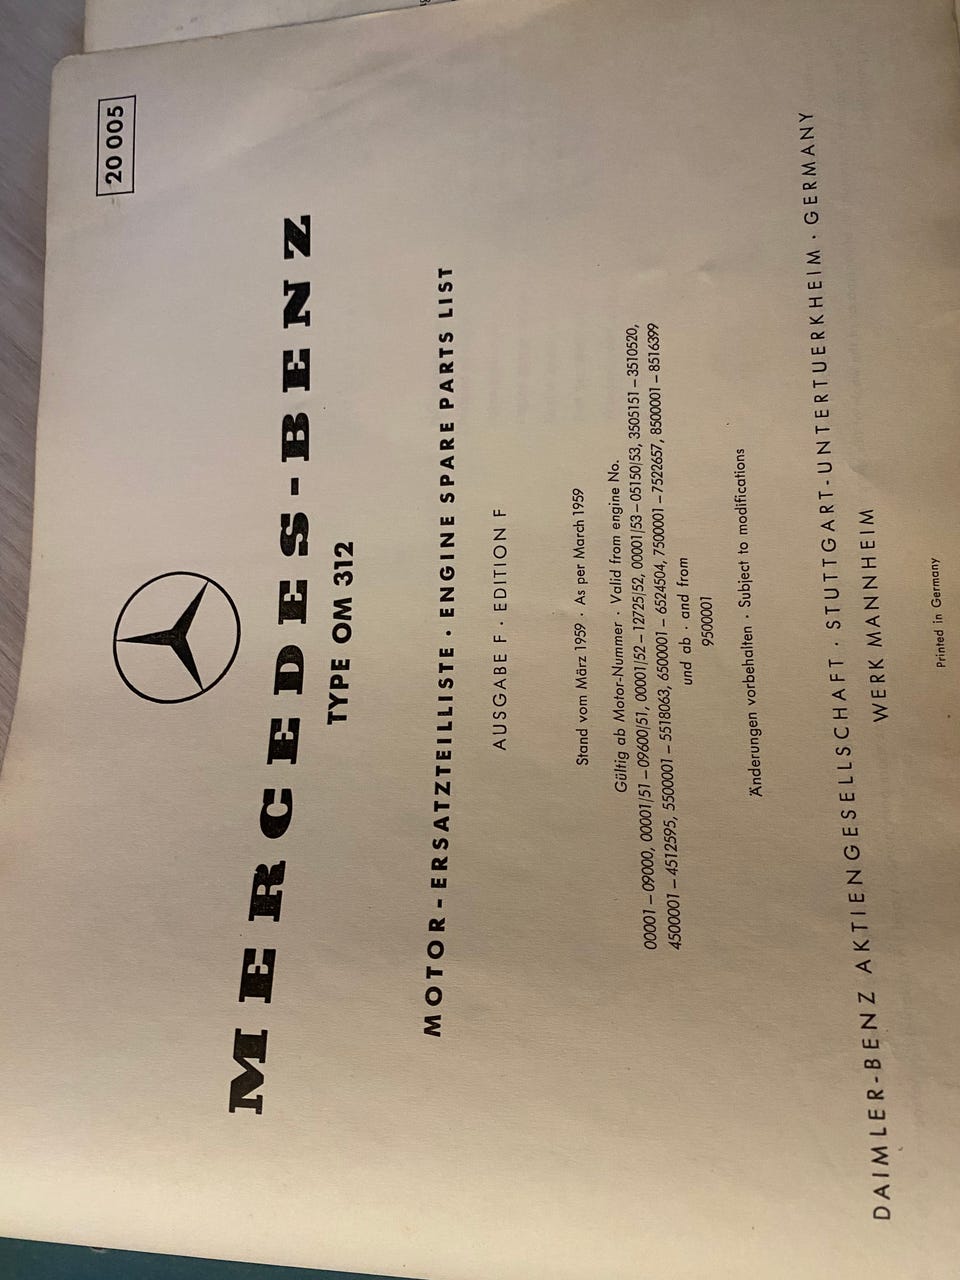 20 005
MERCEDES-BENZ
TYPE OM 312
MOTOR-ERSATZTEILLISTE · ENGINE SPARE PARTS LIST
AUSGABE F · EDITION F
Stand vom März 1959 · As per March 1959
Gültig ab Motor-Nummer · Valid from engine No.
00001 – 09000, 00001/51 – 09600/51, 00001/52 – 12725/52, 00001/53 – 05150/53, 3505151 – 3510520,
4500001 – 4512595, 5500001 – 5518063, 6500001 – 6524504, 7500001 – 7522657, 8500001 – 8516399
und ab · and from
9500001
Änderungen vorbehalten · Subject to modifications
DAIMLER-BENZ AKTIENGESELLSCHAFT · STUTTGART-UNTERTUERKHEIM · GERMANY
WERK MANNHEIM
Printed in Germany